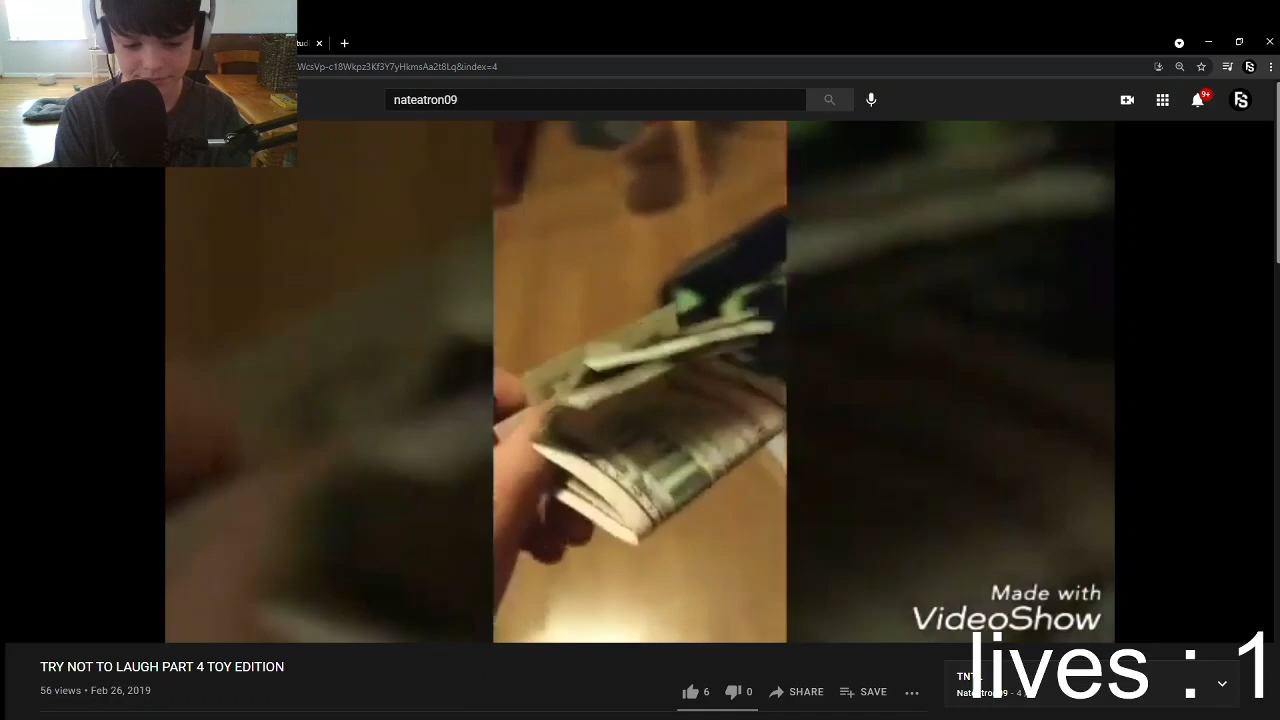 WcsVp-c18Wkpz3Kf3Y7yHkmsAa2t8Lq&index=4
nateatron09
9+
Made with
VideoShow
lives : 1
TRY NOT TO LAUGH PART 4 TOY EDITION
56 views • Feb 26, 2019
6
0
SHARE
SAVE